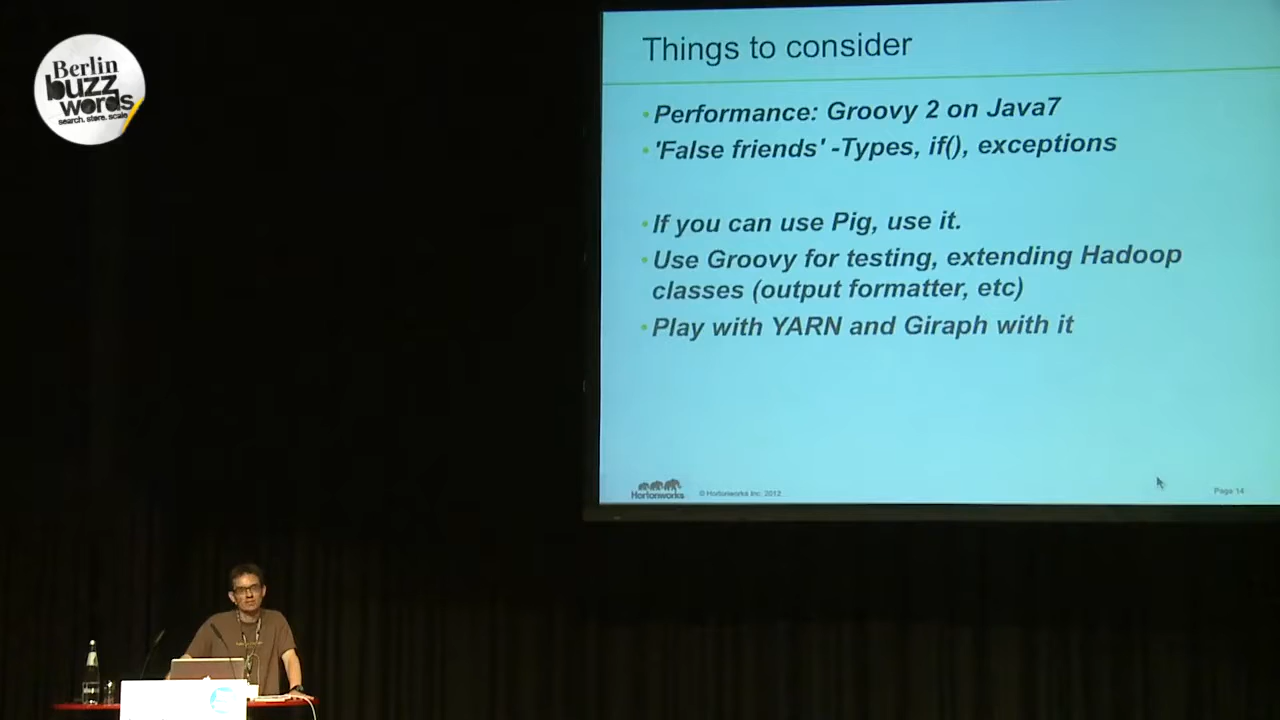 Berlin
buzz
words
search. store. scale
Things to consider
Performance: Groovy 2 on Java7
'False friends' -Types, if(), exceptions
If you can use Pig, use it.
Use Groovy for testing, extending Hadoop
classes (output formatter, etc)
Play with YARN and Giraph with it
Hortonworks
© Hortonworks Inc. 2012
Page 14